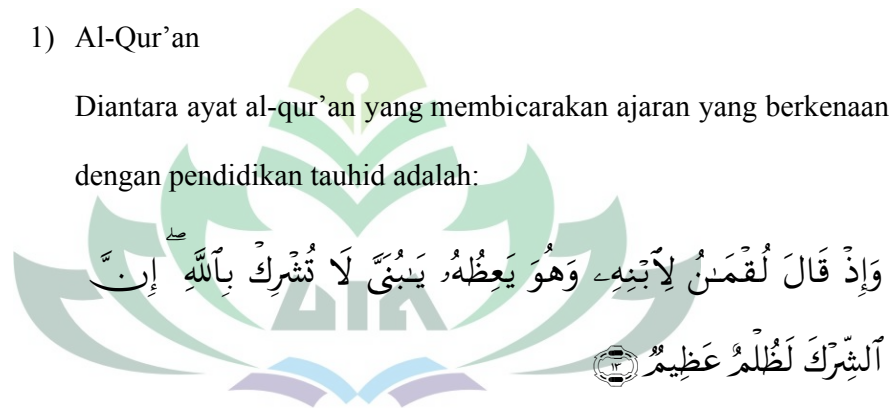 1) Al-Qur’an
Diantara ayat al-qur’an yang membicarakan ajaran yang berkenaan
dengan pendidikan tauhid adalah:
وَإِذْ قَالَ لُقْمَـٰنُ لِٱبْنِهِۦ وَهُوَ يَعِظُهُۥ يَـٰبُنَىَّ لَا تُشْرِكْ بِٱللَّهِ ۖ إِنَّ
ٱلشِّرْكَ لَظُلْمٌ عَظِيمٌ ﴿١٣﴾